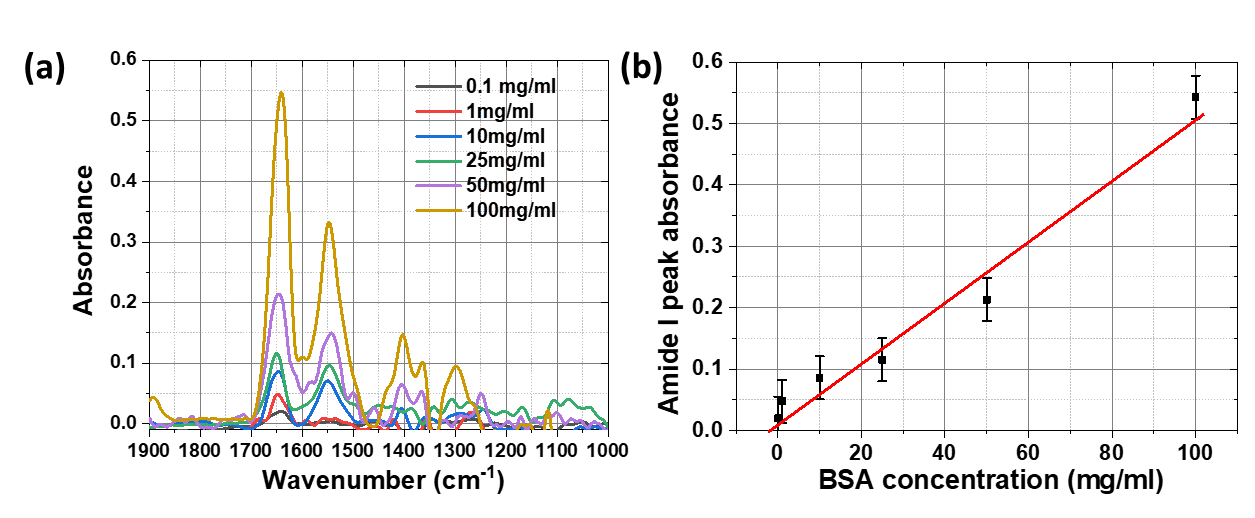 (a)
0.6
0.5
0.4
0.3
0.2
0.1
0.0
Absorbance
0.1 mg/ml
1mg/ml
10mg/ml
25mg/ml
50mg/ml
100mg/ml
1900 1800 1700 1600 1500 1400 1300 1200 1100 1000
Wavenumber (cm-1)
(b)
0.6
0.5
0.4
0.3
0.2
0.1
0.0
Amide I peak absorbance
0 20 40 60 80 100
BSA concentration (mg/ml)